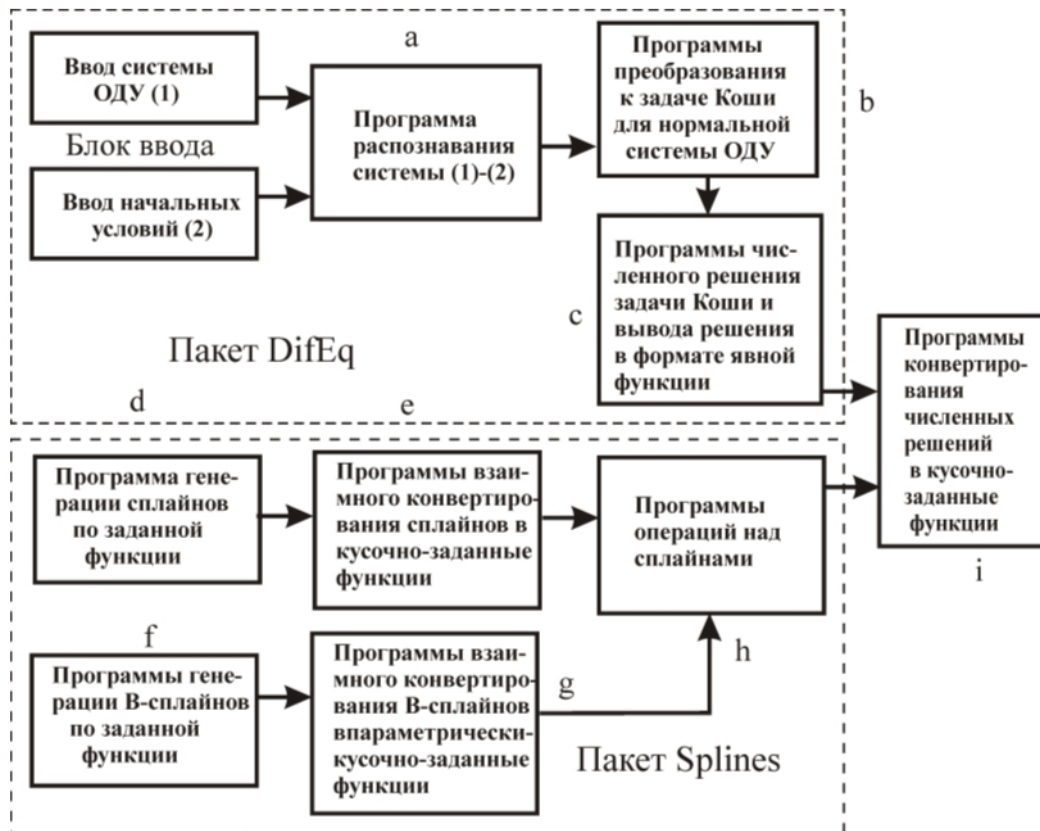 a
Ввод системы
ОДУ (1)
Блок ввода
Ввод начальных
условий (2)
Программа
распознавания
системы (1)-(2)
Программы
преобразования
к задаче Коши
для нормальной
системы ОДУ
b
Программы чис-
ленного решения
задачи Коши и
вывода решения
в формате явной
функции
c
Пакет DifEq
Программы
конвертиро-
вания
численных
решений
в кусочно-
заданные
функции
i
d
e
Программа гене-
рации сплайнов
по заданной
функции
Программы взаи-
много конвертиро-
вания сплайнов в
кусочно-заданные
функции
Программы
операций над
сплайнами
f
Программы гене-
рации В-сплайнов
по заданной
функции
Программы взаи-
много конвертиро-
вания В-сплайнов
впараметрически-
кусочно-заданные
функции
g
h
Пакет Splines